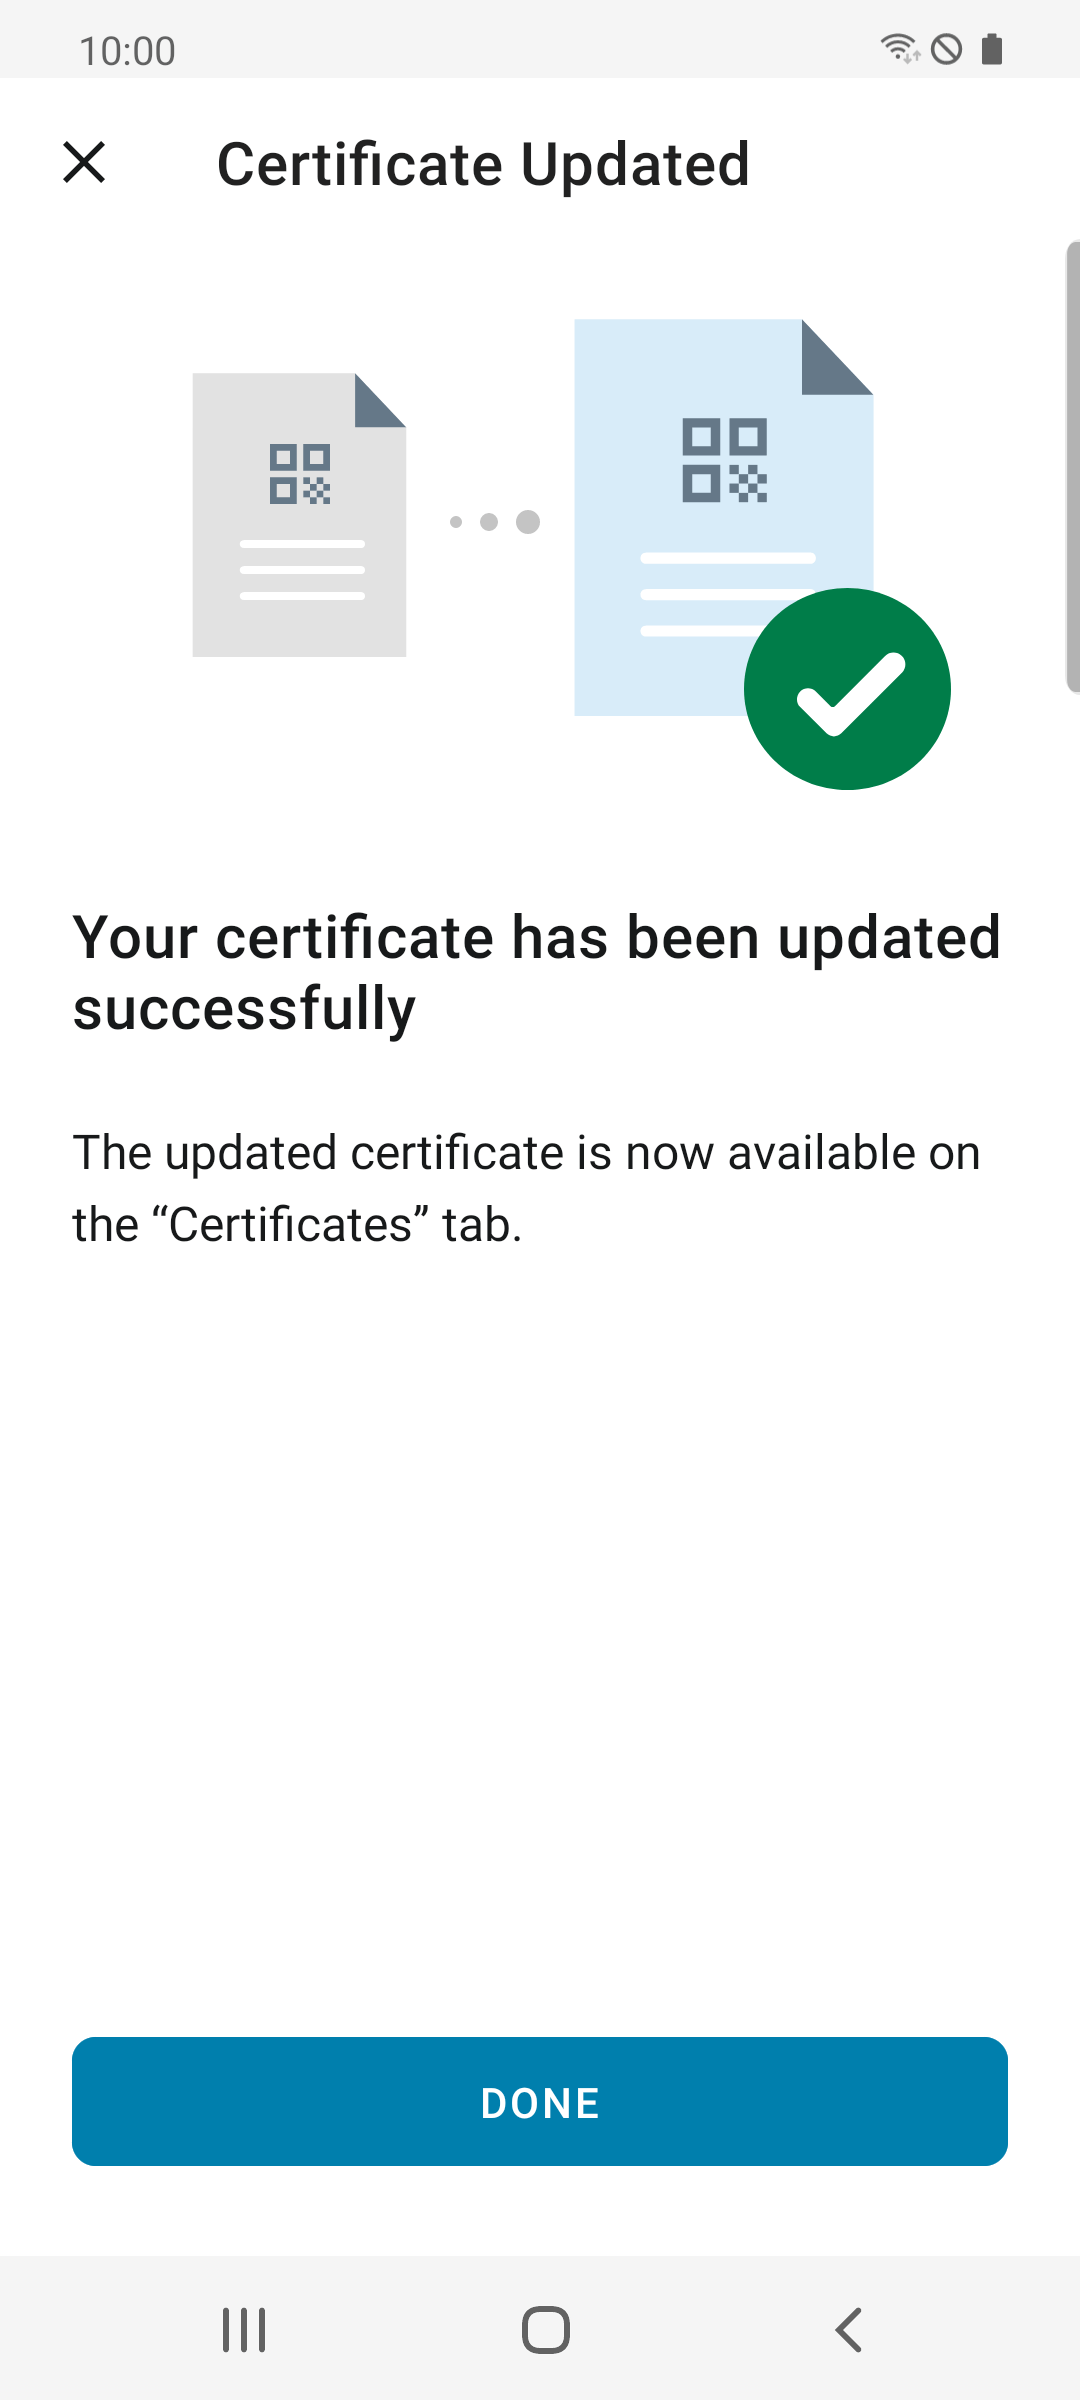 10:00
Certificate Updated
Your certificate has been updated
successfully
The updated certificate is now available on
the “Certificates” tab.
DONE